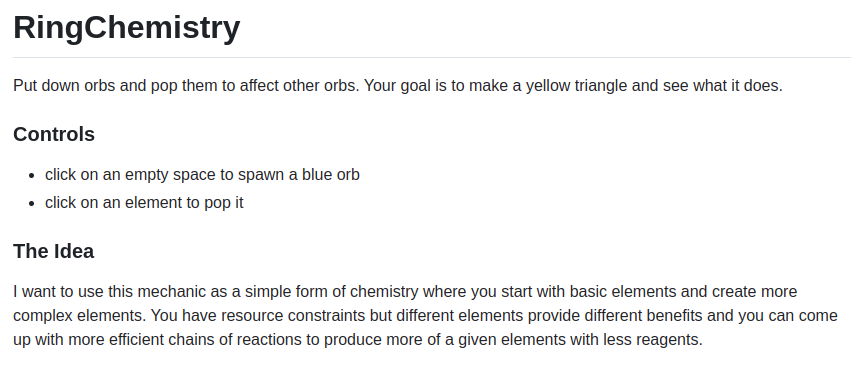 RingChemistry
Put down orbs and pop them to affect other orbs. Your goal is to make a yellow triangle and see what it does.
Controls
• click on an empty space to spawn a blue orb
• click on an element to pop it
The Idea
I want to use this mechanic as a simple form of chemistry where you start with basic elements and create more
complex elements. You have resource constraints but different elements provide different benefits and you can come
up with more efficient chains of reactions to produce more of a given elements with less reagents.